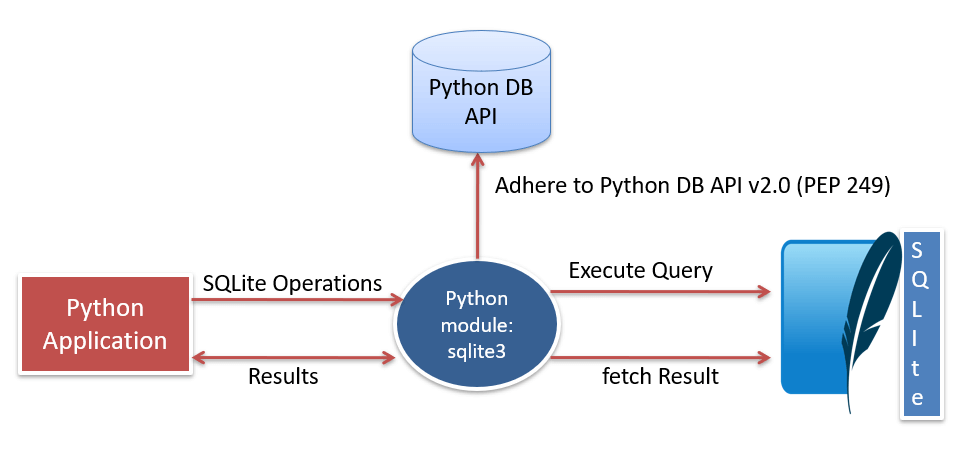 Python DB
API
Adhere to Python DB API v2.0 (PEP 249)
SQLite Operations
Execute Query
Python
Application
Python
module:
sqlite3
Results
fetch Result
SQLite